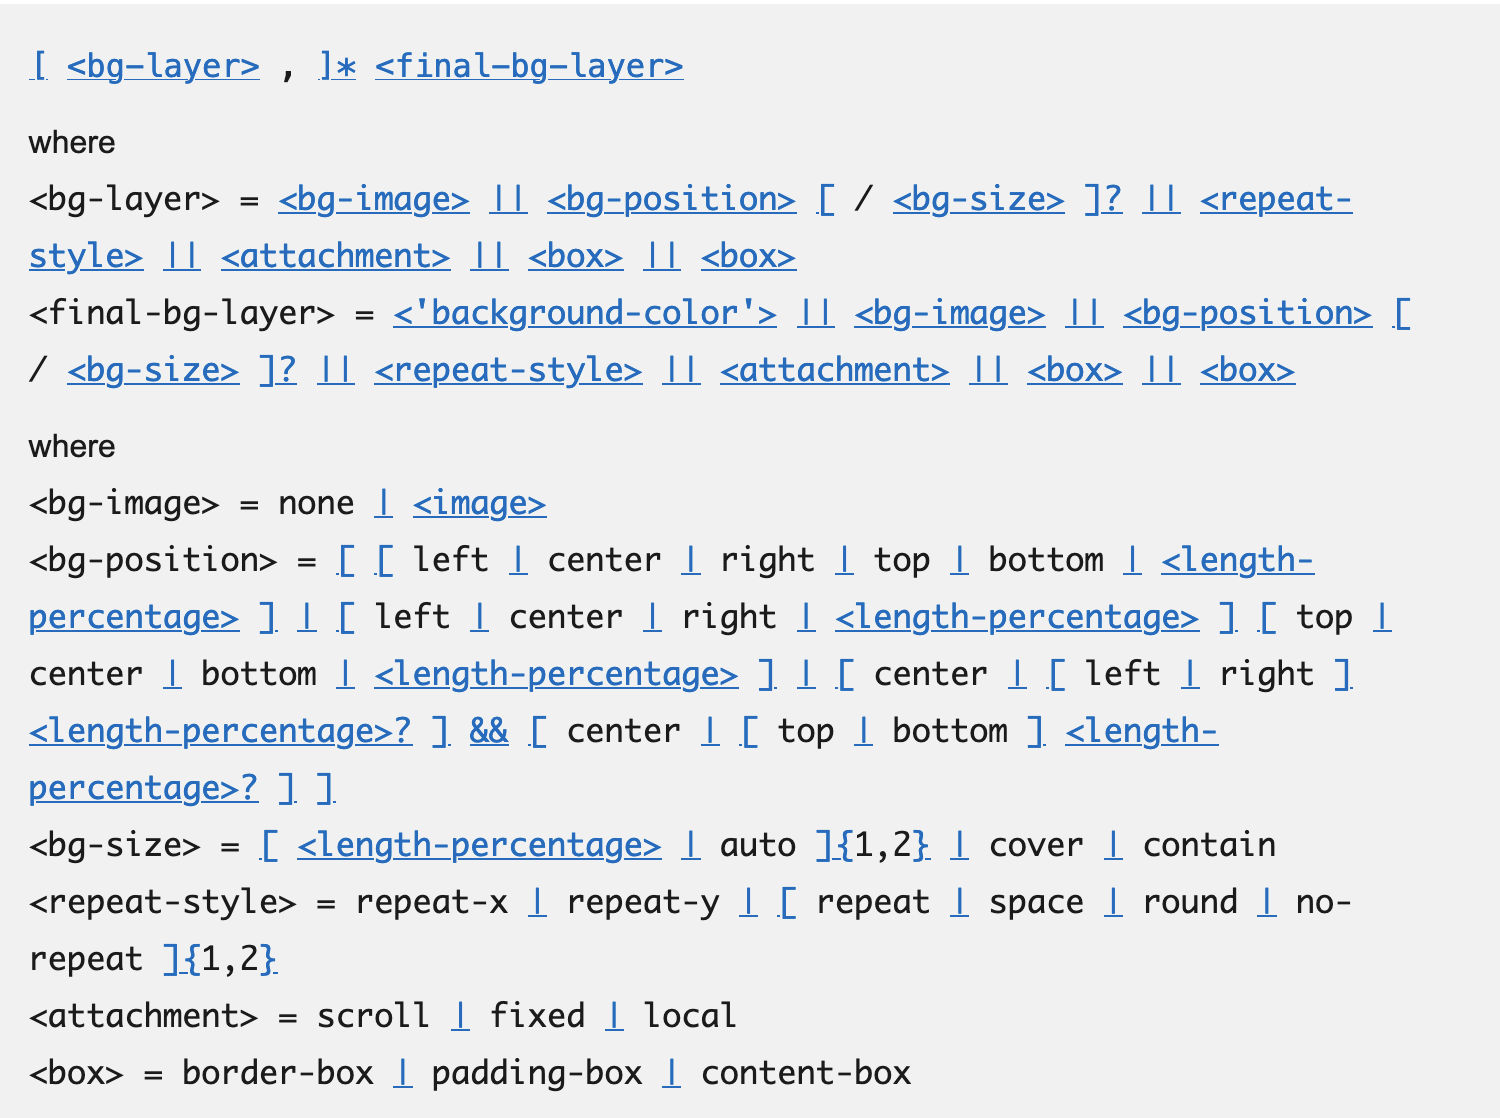 [ <bg-layer> , ]* <final-bg-layer>
where
<bg-layer> = <bg-image> || <bg-position> [ / <bg-size> ]? || <repeat-
style> || <attachment> || <box> || <box>
<final-bg-layer> = <'background-color'> || <bg-image> || <bg-position> [
/ <bg-size> ]? || <repeat-style> || <attachment> || <box> || <box>
where
<bg-image> = none | <image>
<bg-position> = [ [ left | center | right | top | bottom | <length-
percentage> ] | [ left | center | right | <length-percentage> ] [ top |
center | bottom | <length-percentage> ] | [ center | [ left | right ]
<length-percentage>? ] && [ center | [ top | bottom ] <length-
percentage>? ] ]
<bg-size> = [ <length-percentage> | auto ]{1,2} | cover | contain
<repeat-style> = repeat-x | repeat-y | [ repeat | space | round | no-
repeat ]{1,2}
<attachment> = scroll | fixed | local
<box> = border-box | padding-box | content-box